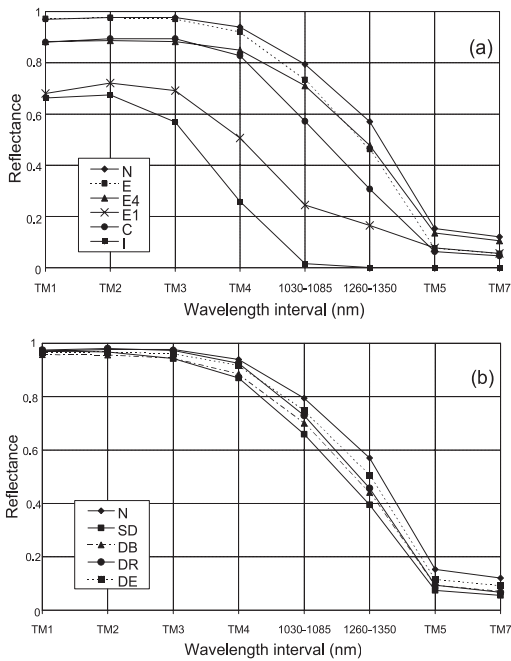 1
(a)
0.8
0.6
Reflectance
0.4
0.2
0
N
E
E4
E1
C
I
TM1 TM2 TM3 TM4 1030-1085 1260-1350 TM5 TM7
Wavelength interval (nm)
1
(b)
0.8
0.6
Reflectance
0.4
0.2
0
N
SD
DB
DR
DE
TM1 TM2 TM3 TM4 1030-1085 1260-1350 TM5 TM7
Wavelength interval (nm)